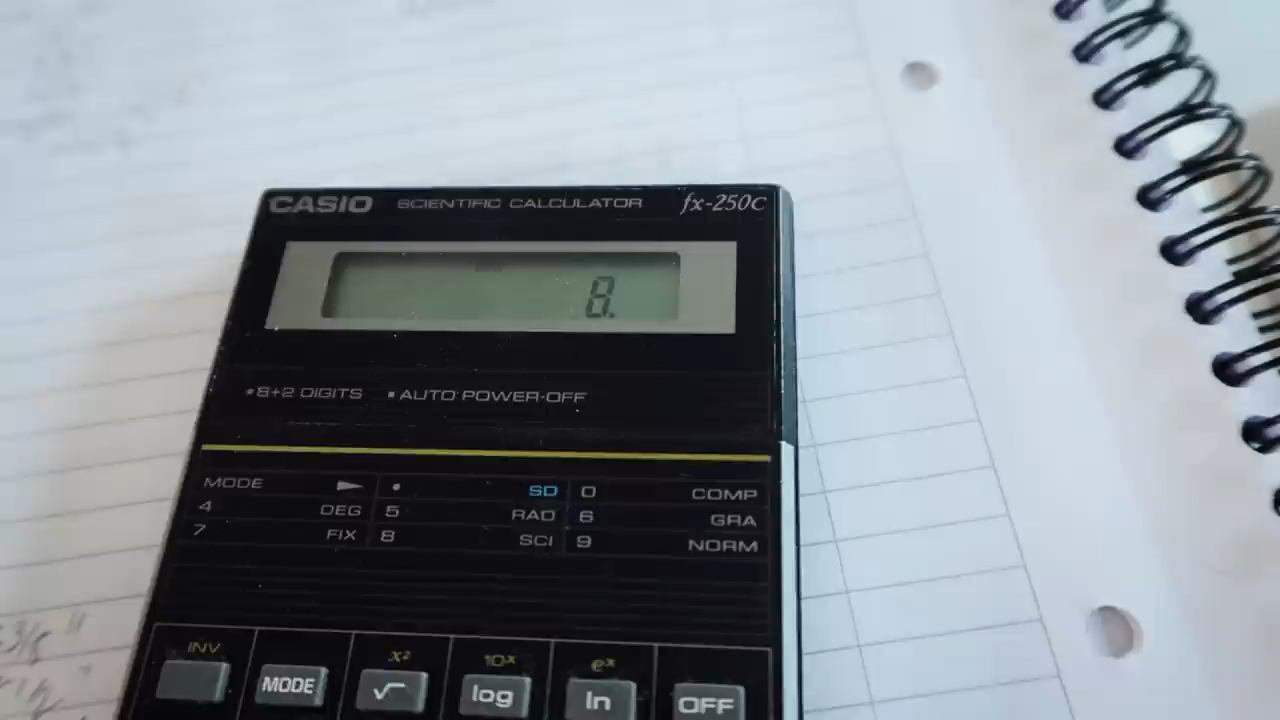 CASIO SCIENTIFIC CALCULATOR fx-250C
8.
8+2 DIGITS AUTO POWER-OFF
MODE ► • SD 0 COMP
4 DEG 5 RAD 6 GRA
7 FIX 8 SCI 9 NORM
INV x² 10ˣ eˣ
MODE √ log ln OFF